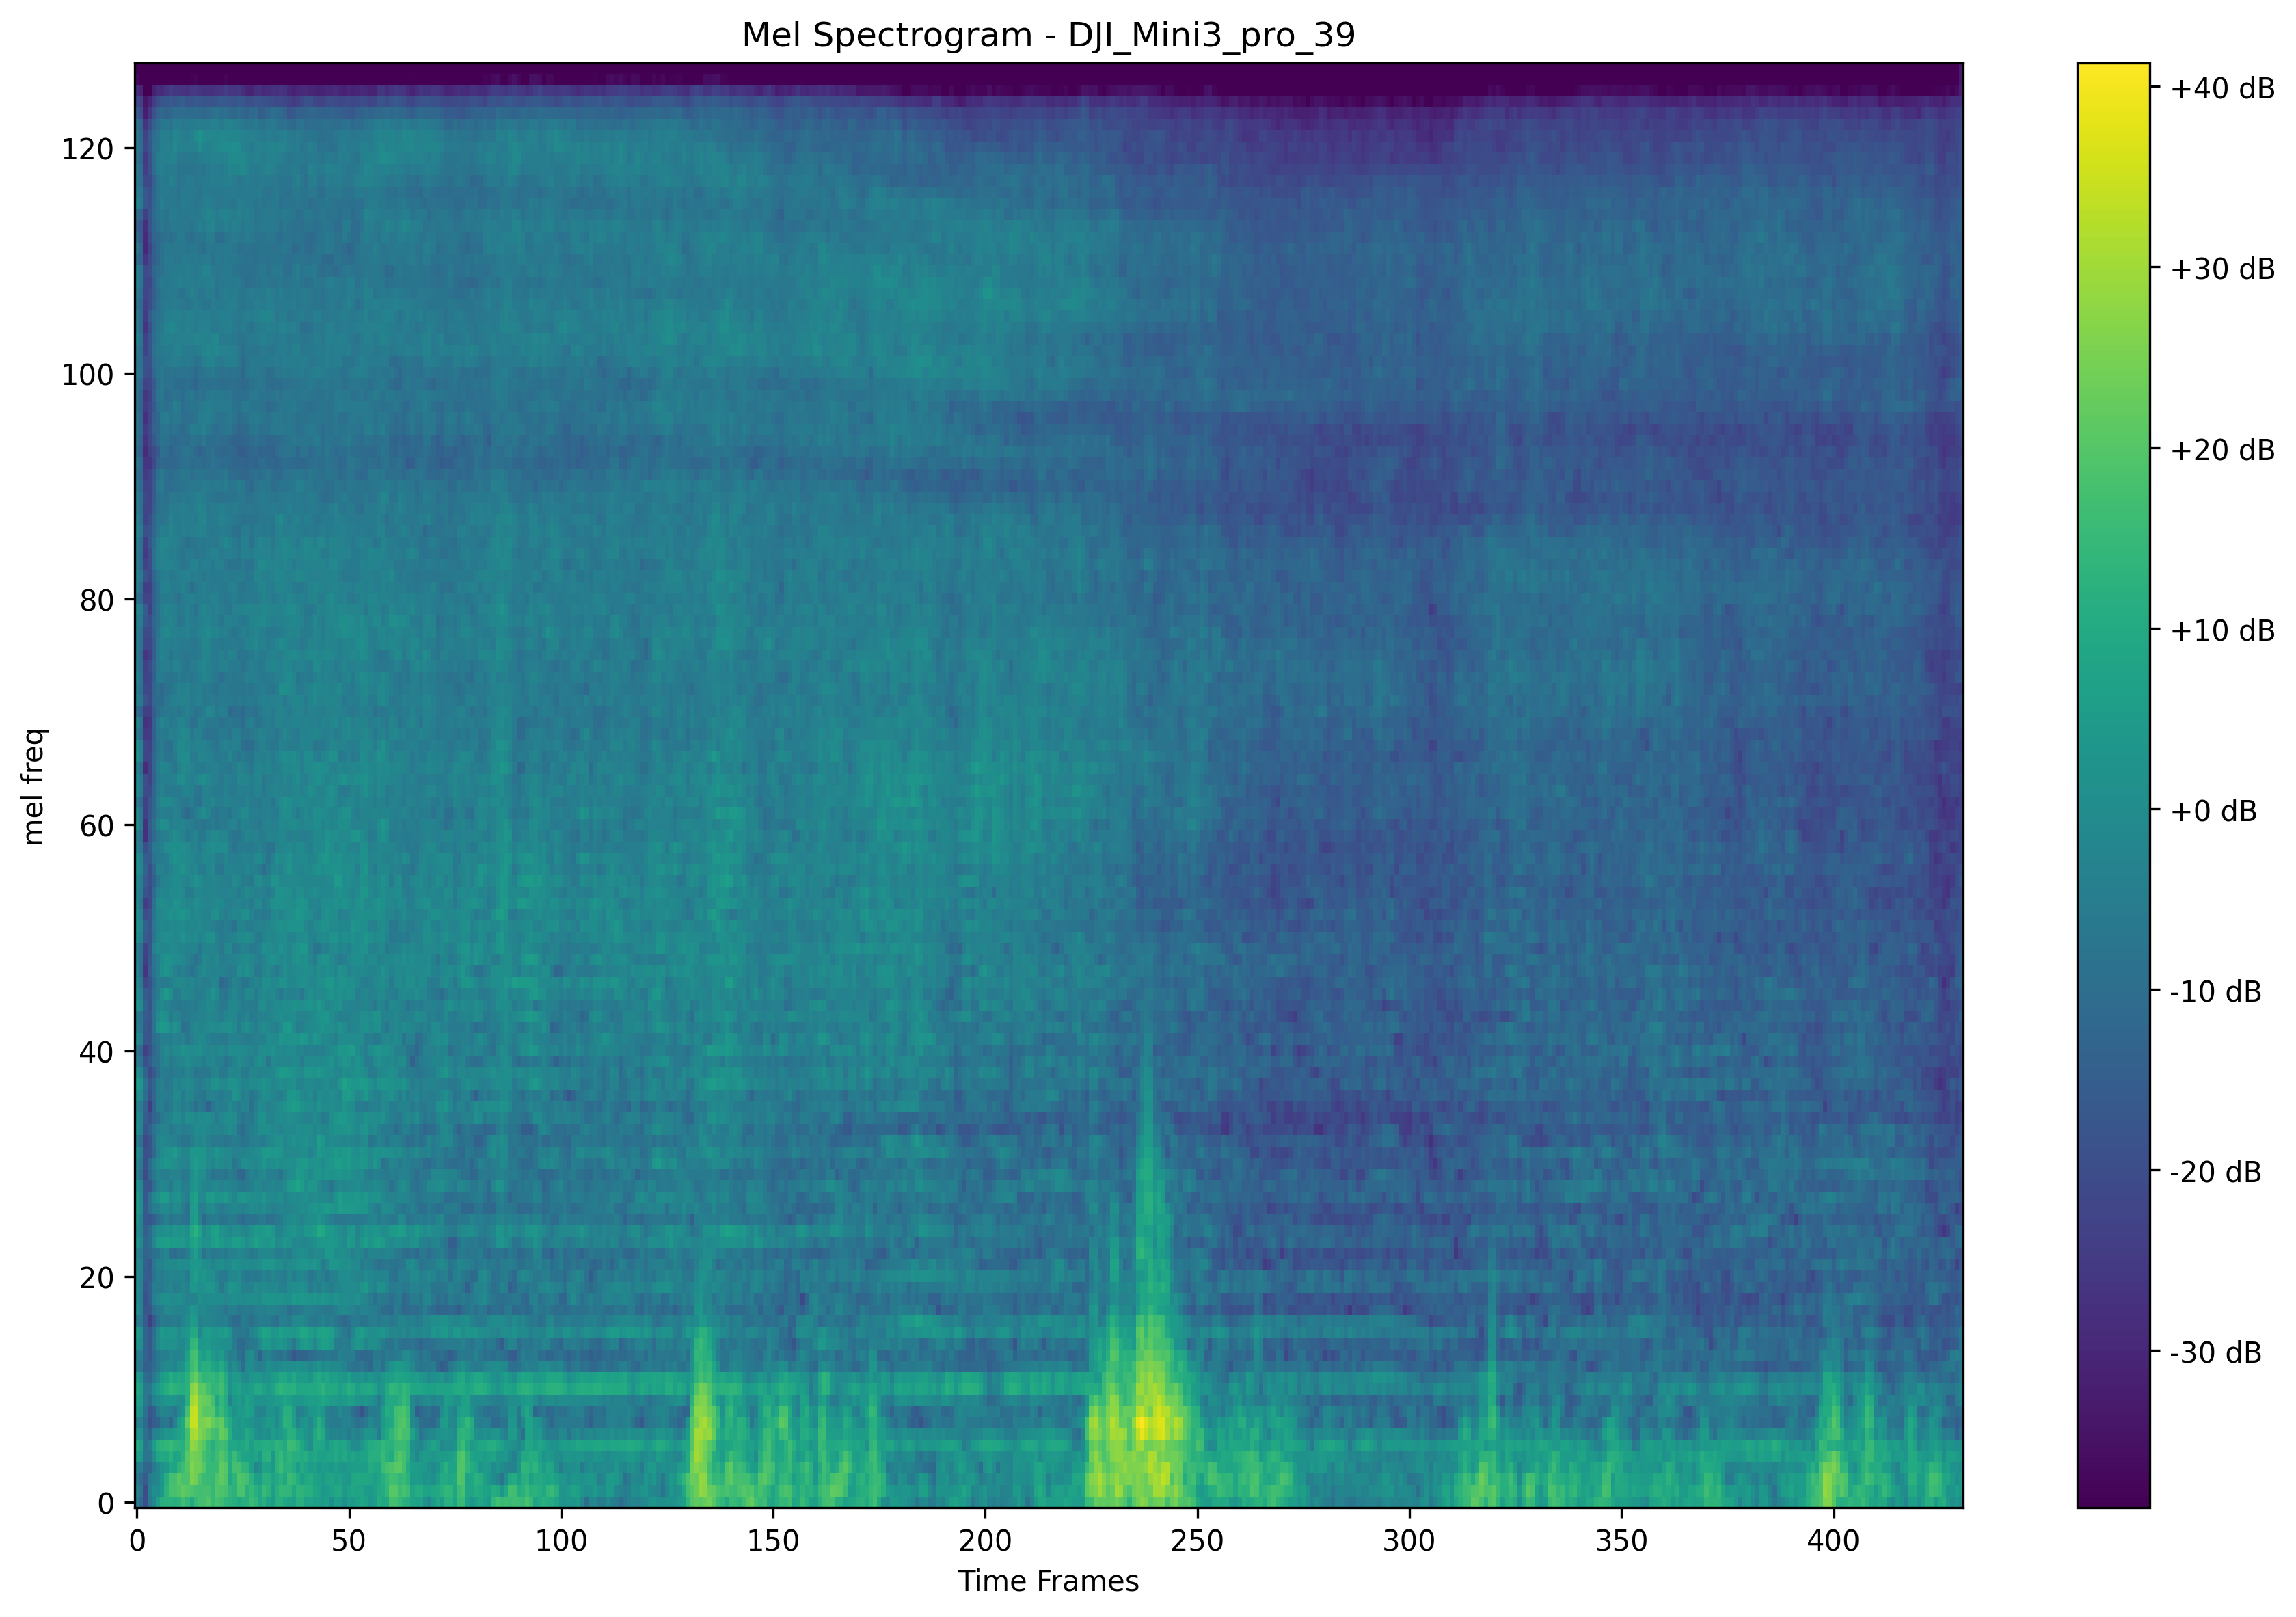 Mel Spectrogram - DJI_Mini3_pro_39
+40 dB
120
+30 dB
100
+20 dB
80
+10 dB
mel freq
60
+0 dB
-10 dB
40
-20 dB
20
-30 dB
0
0 50 100 150 200 250 300 350 400
Time Frames